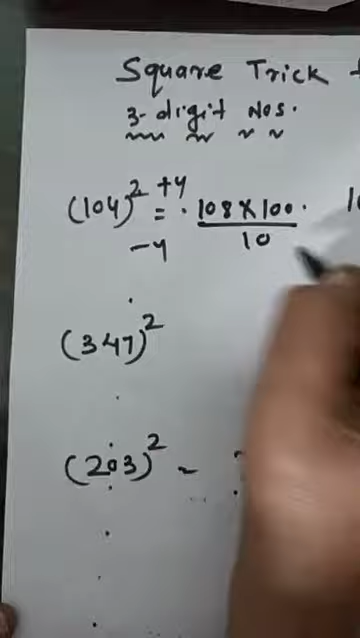 Square Trick
3-digit Nos.
(104)² +4 = 108 × 100
-4 10
(347)²
(203)² -